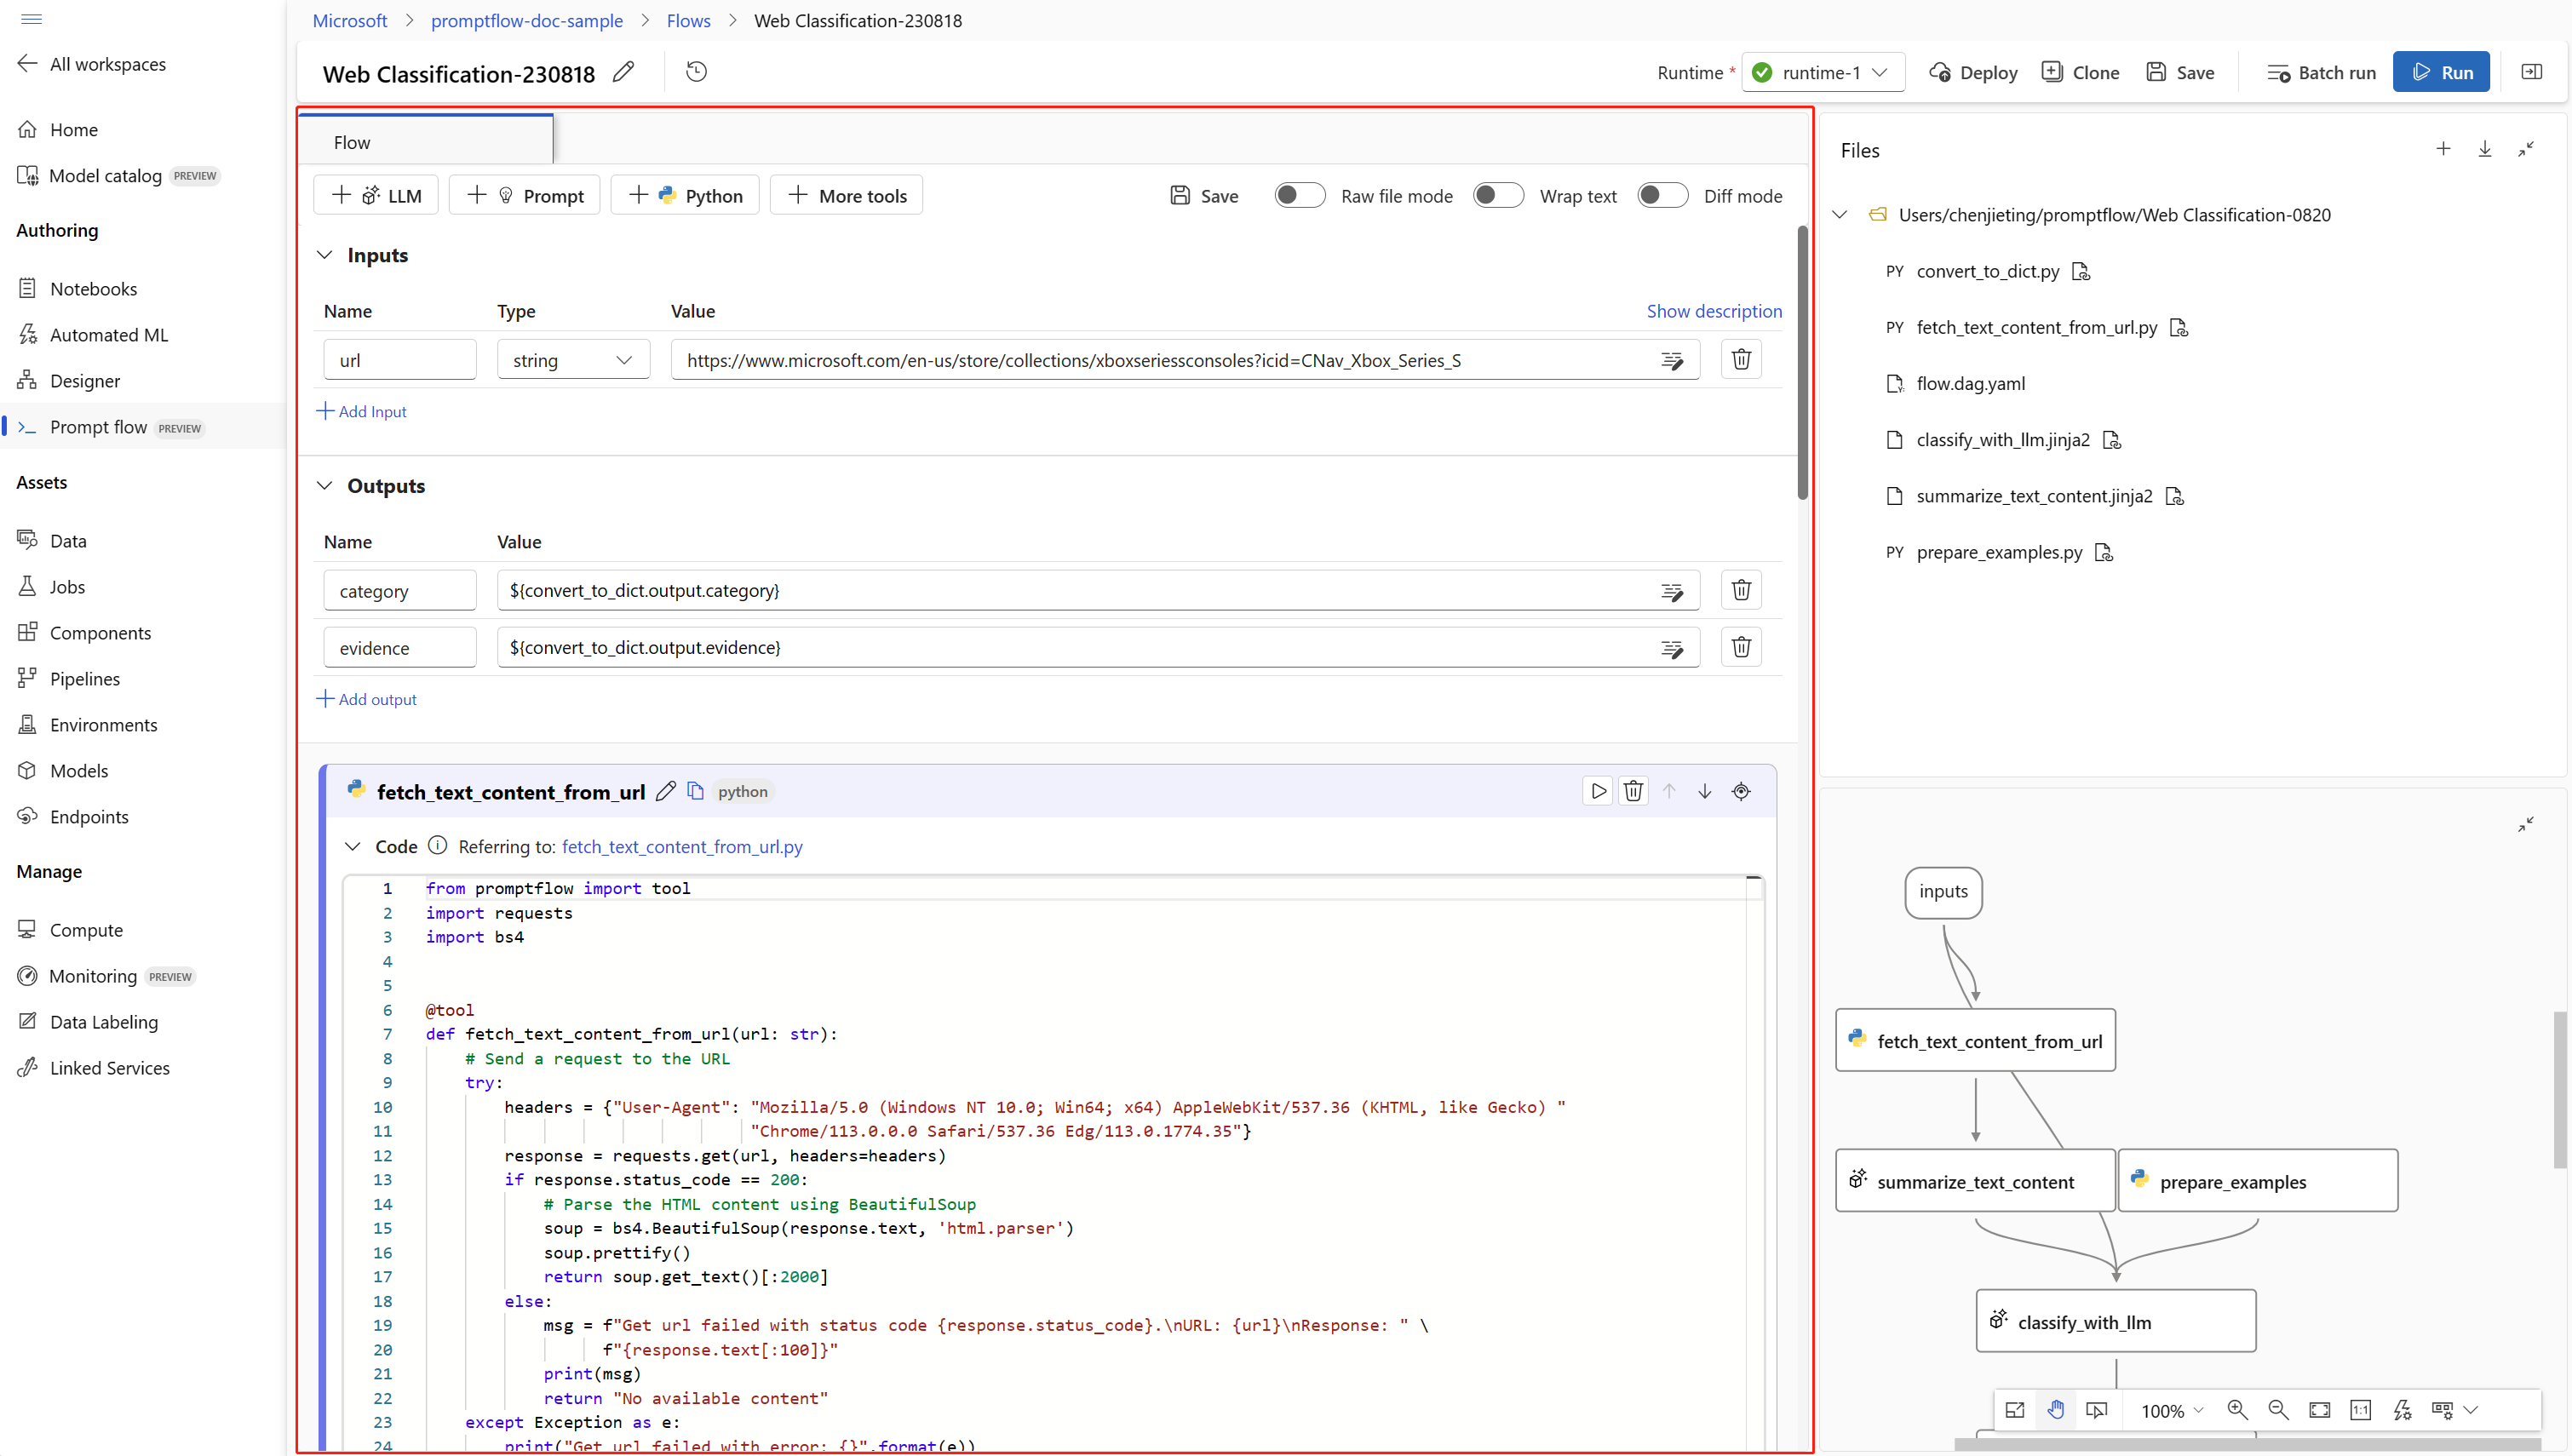 Microsoft > promptflow-doc-sample > Flows > Web Classification-230818
All workspaces
Home
Model catalog PREVIEW
Authoring
Notebooks
Automated ML
Designer
Prompt flow PREVIEW
Assets
Data
Jobs
Components
Pipelines
Environments
Models
Endpoints
Manage
Compute
Monitoring PREVIEW
Data Labeling
Linked Services
Web Classification-230818
Runtime * runtime-1 Deploy Clone Save Batch run Run
Flow
LLM Prompt Python More tools Save Raw file mode Wrap text Diff mode
Inputs
Name Type Value Show description
url string https://www.microsoft.com/en-us/store/collections/xboxseriessconsoles?icid=CNav_Xbox_Series_S
Add Input
Outputs
Name Value
category ${convert_to_dict.output.category}
evidence ${convert_to_dict.output.evidence}
Add output
fetch_text_content_from_url python
Code Referring to: fetch_text_content_from_url.py
1 from promptflow import tool
2 import requests
3 import bs4
4
5
6 @tool
7 def fetch_text_content_from_url(url: str):
8 # Send a request to the URL
9 try:
10 headers = {"User-Agent": "Mozilla/5.0 (Windows NT 10.0; Win64; x64) AppleWebKit/537.36 (KHTML, like Gecko) "
11 "Chrome/113.0.0.0 Safari/537.36 Edg/113.0.1774.35"}
12 response = requests.get(url, headers=headers)
13 if response.status_code == 200:
14 # Parse the HTML content using BeautifulSoup
15 soup = bs4.BeautifulSoup(response.text, 'html.parser')
16 soup.prettify()
17 return soup.get_text()[:2000]
18 else:
19 msg = f"Get url failed with status code {response.status_code}.\nURL: {url}\nResponse: " \
20 f"{response.text[:100]}"
21 print(msg)
22 return "No available content"
23 except Exception as e:
24 print("Get url failed with error: {}".format(e))
Files
Users/chenjieting/promptflow/Web Classification-0820
PY convert_to_dict.py
PY fetch_text_content_from_url.py
flow.dag.yaml
classify_with_llm.jinja2
summarize_text_content.jinja2
PY prepare_examples.py
inputs
fetch_text_content_from_url
summarize_text_content
prepare_examples
classify_with_llm
100% 1:1